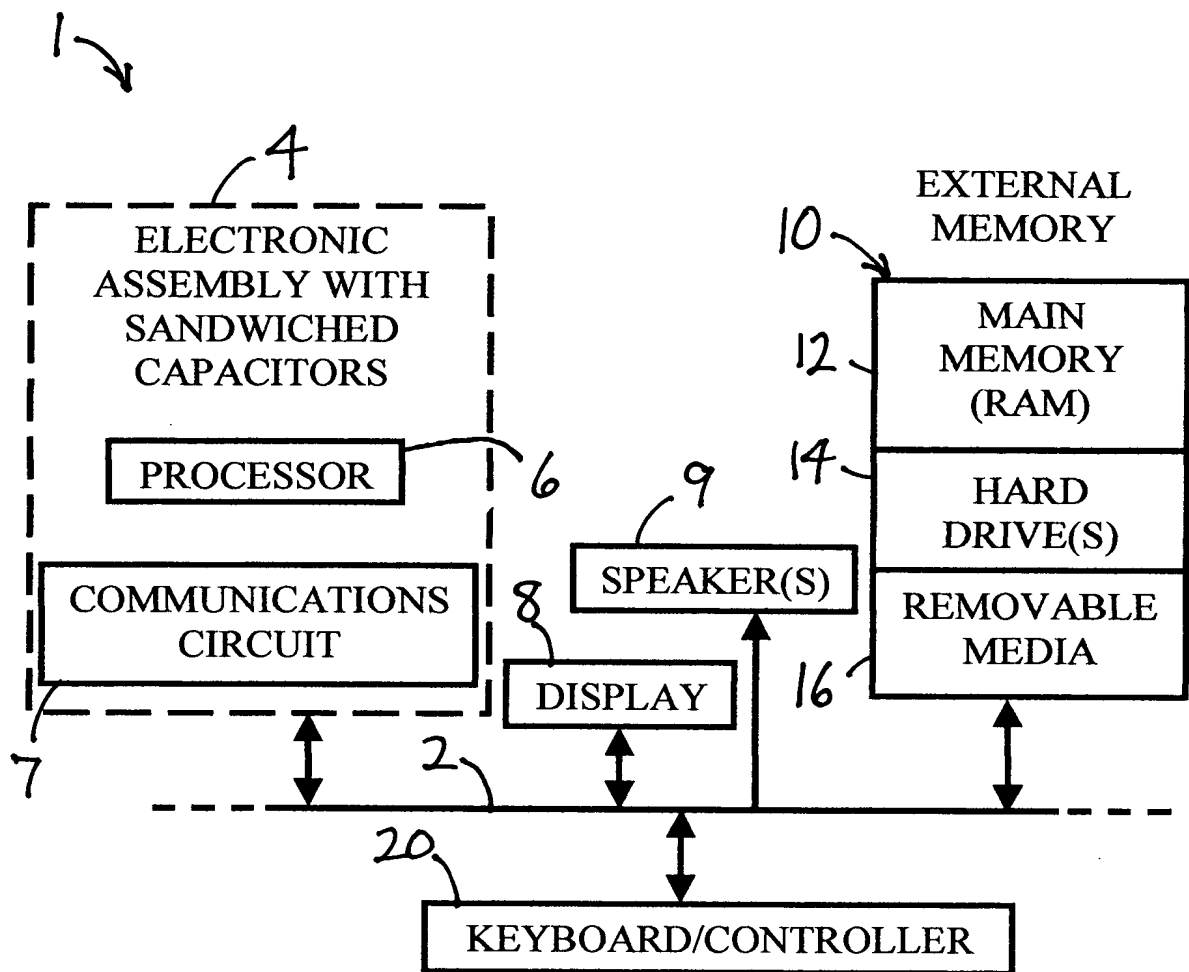 1
4
ELECTRONIC
ASSEMBLY WITH
SANDWICHED
CAPACITORS
PROCESSOR
6
COMMUNICATIONS
CIRCUIT
7
8
DISPLAY
9
SPEAKER(S)
EXTERNAL
MEMORY
10
12
MAIN
MEMORY
(RAM)
14
HARD
DRIVE(S)
16
REMOVABLE
MEDIA
2
20
KEYBOARD/CONTROLLER